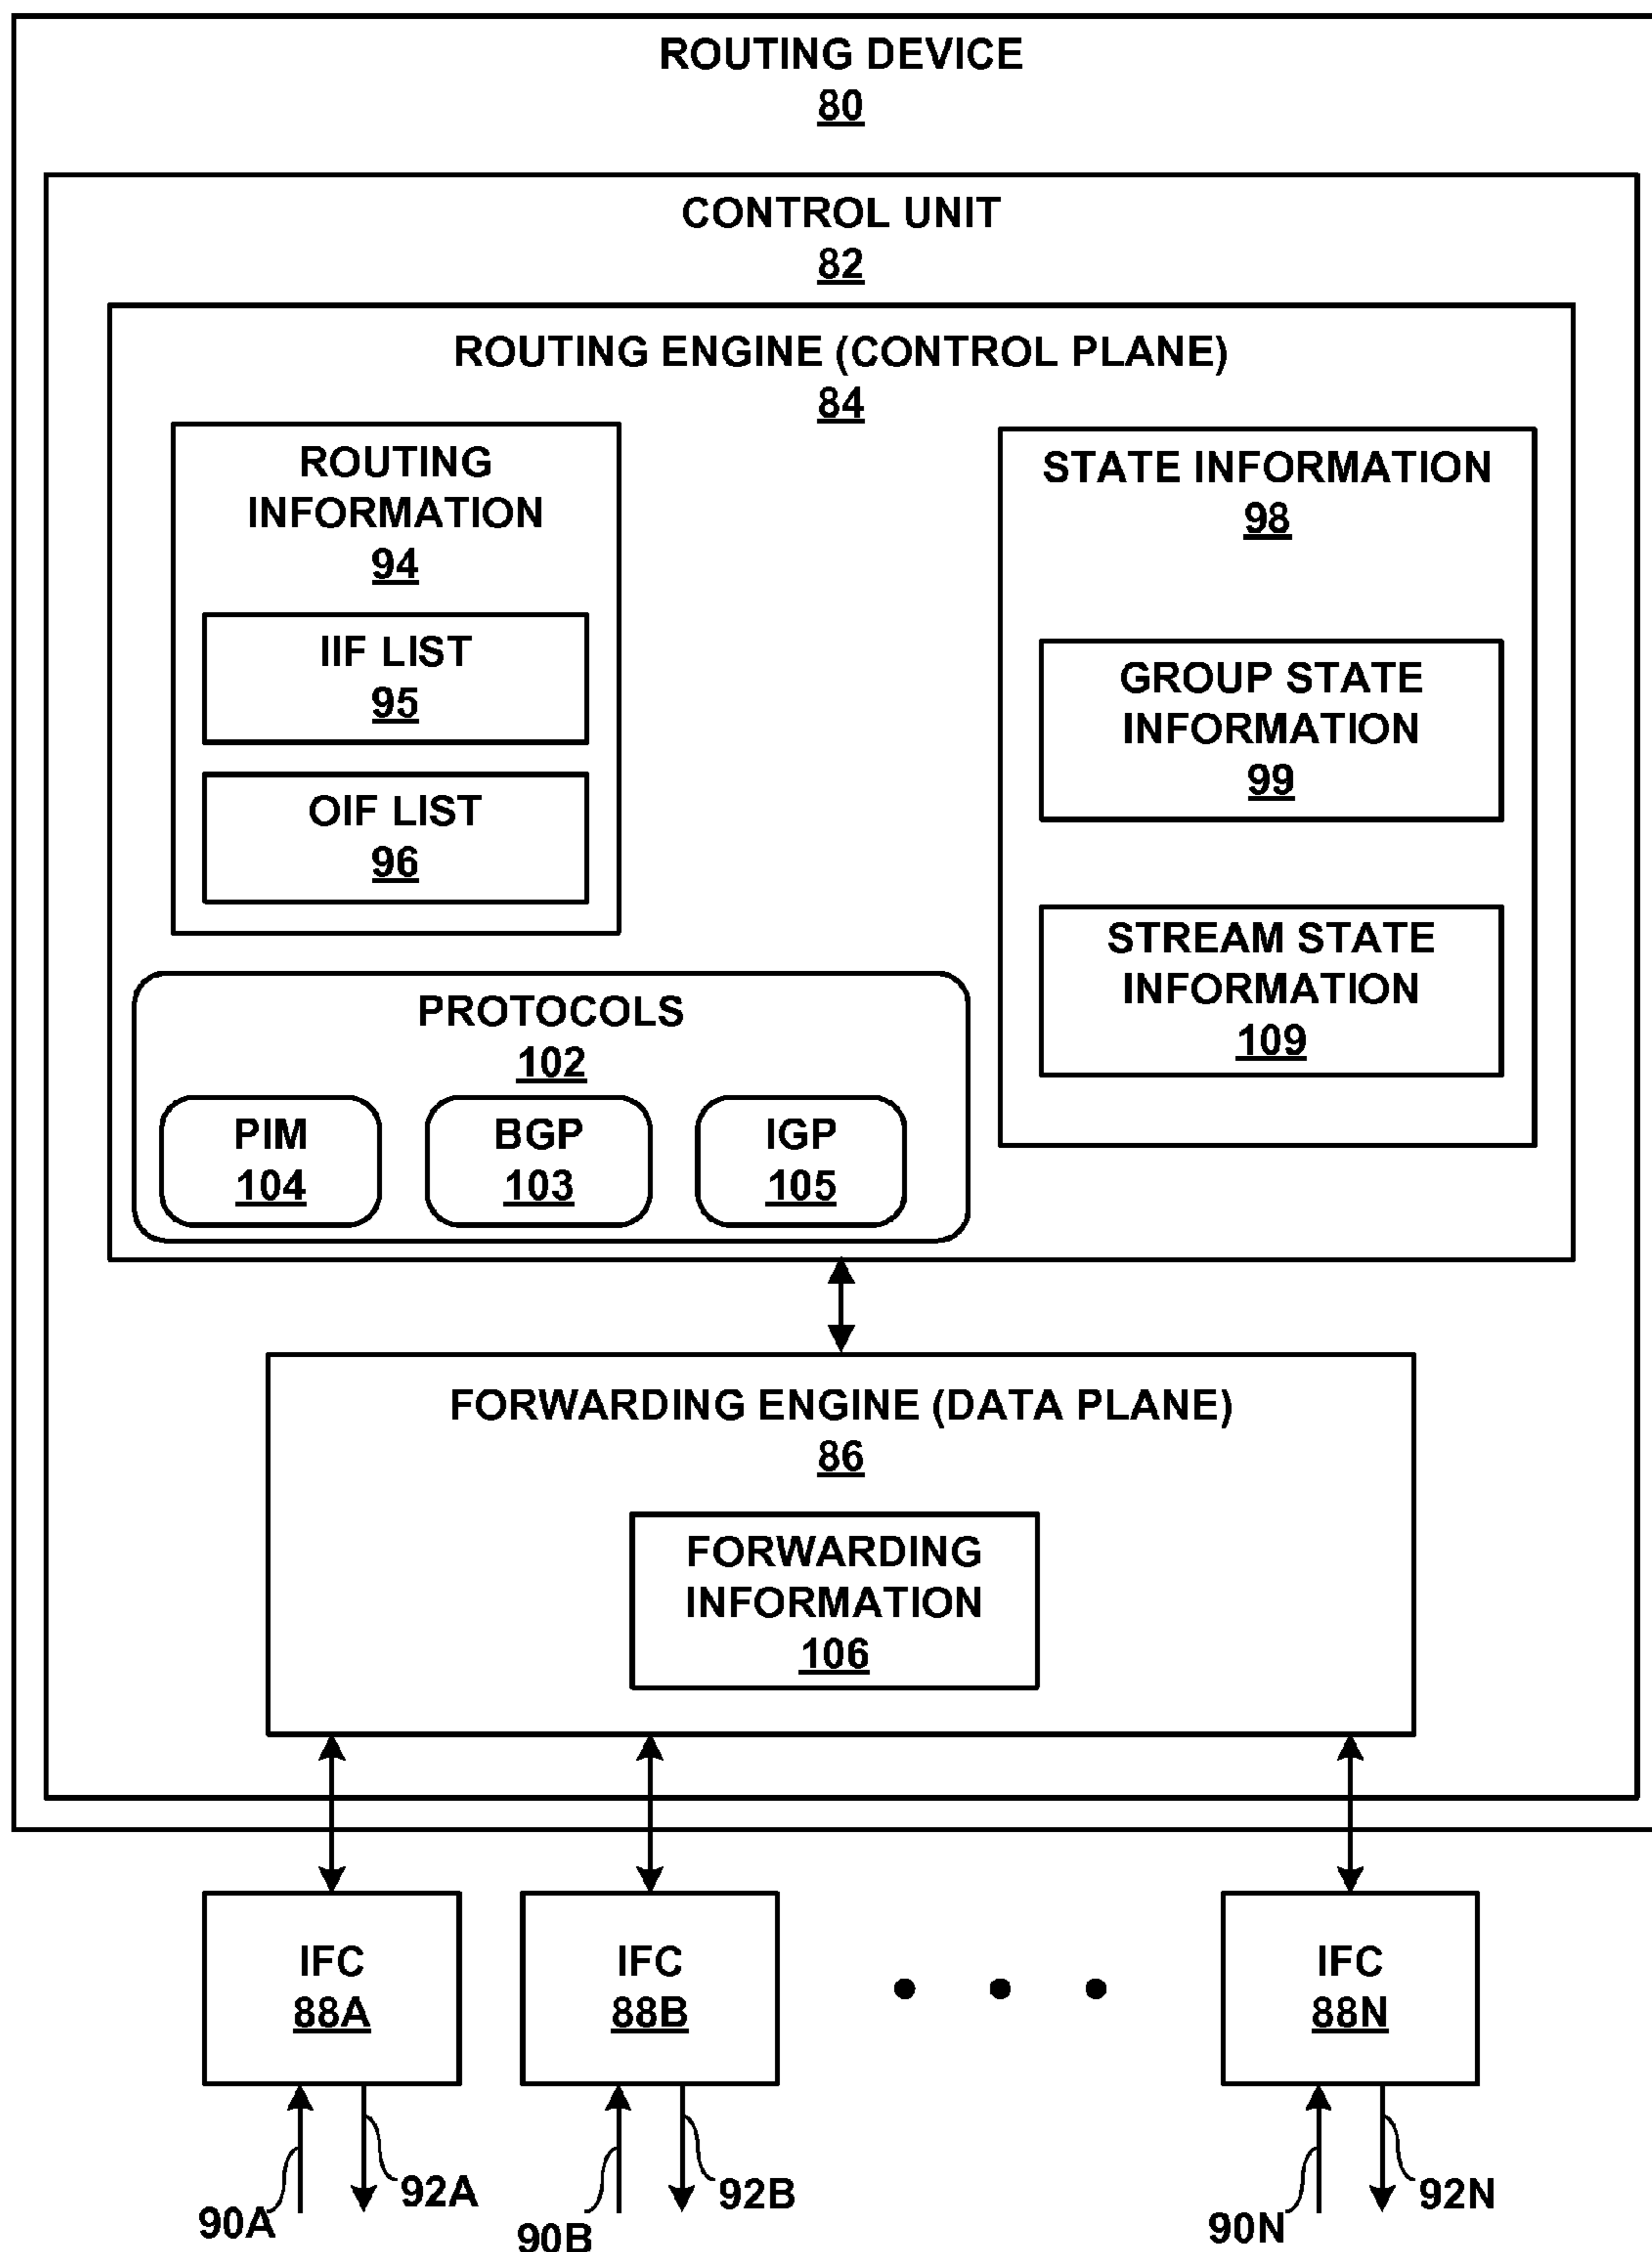 ROUTING DEVICE
80
CONTROL UNIT
82
ROUTING ENGINE (CONTROL PLANE)
84
ROUTING
INFORMATION
94
IIF LIST
95
OIF LIST
96
STATE INFORMATION
98
GROUP STATE
INFORMATION
99
STREAM STATE
INFORMATION
109
PROTOCOLS
102
PIM
104
BGP
103
IGP
105
FORWARDING ENGINE (DATA PLANE)
86
FORWARDING
INFORMATION
106
IFC
88A
IFC
88B
IFC
88N
90A
92A
90B
92B
90N
92N